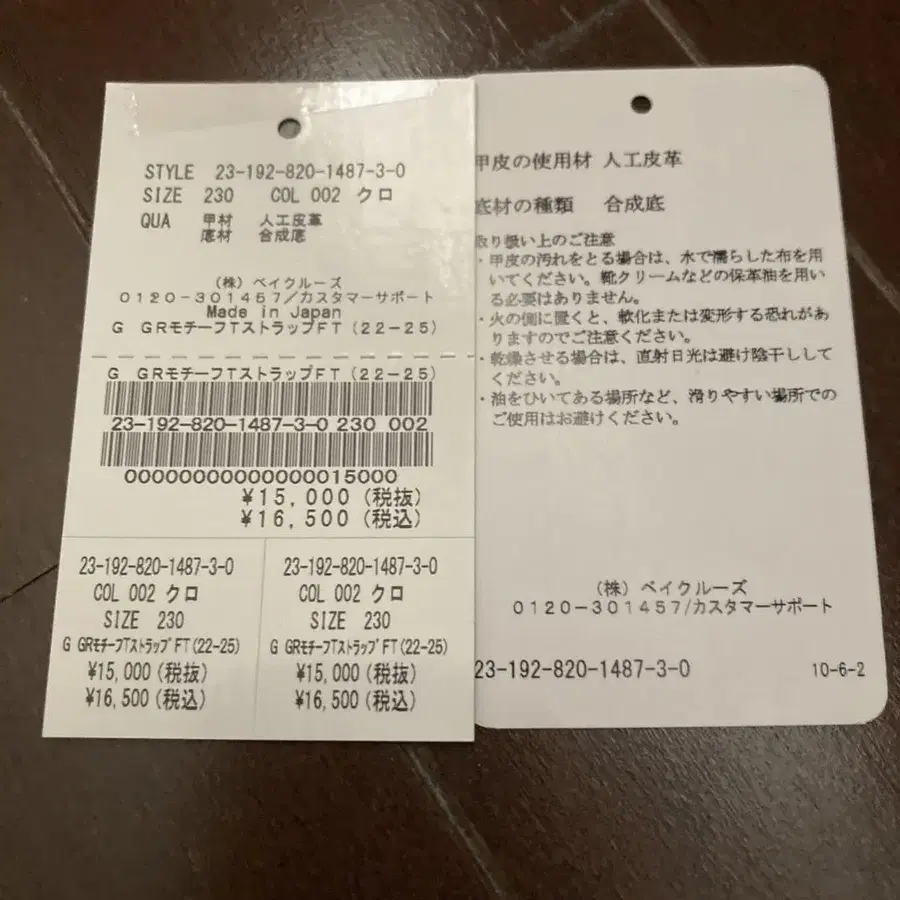 STYLE 23-192-820-1487-3-0
SIZE 230 COL 002 クロ
QUA 甲材 人工皮革
底材 合成底
（株）ベイクルーズ
0120-301457/カスタマーサポート
Made in Japan
G GRモチーフTストラップFT(22-25)
G GRモチーフTストラップFT(22-25)
23-192-820-1487-3-0 230 002
000000000000000015000
¥15,000(税抜)
¥16,500(税込)
23-192-820-1487-3-0
COL 002 クロ
SIZE 230
G GRモチーフTストラップFT(22-25)
¥15,000(税抜)
¥16,500(税込)
23-192-820-1487-3-0
COL 002 クロ
SIZE 230
G GRモチーフTストラップFT(22-25)
¥15,000(税抜)
¥16,500(税込)
甲皮の使用材 人工皮革
底材の種類 合成底
取り扱い上のご注意
・甲皮の汚れをとる場合は、水で濡らした布を用
いてください。靴クリームなどの保革油を用い
る必要はありません。
・火の側に置くと、軟化または変形する恐れがあ
りますのでご注意ください。
・乾燥させる場合は、直射日光は避け陰干しして
ください。
・油をひいてある場所など、滑りやすい場所での
ご使用はお避けください。
（株）ベイクルーズ
0120-301457/カスタマーサポート
23-192-820-1487-3-0
10-6-2